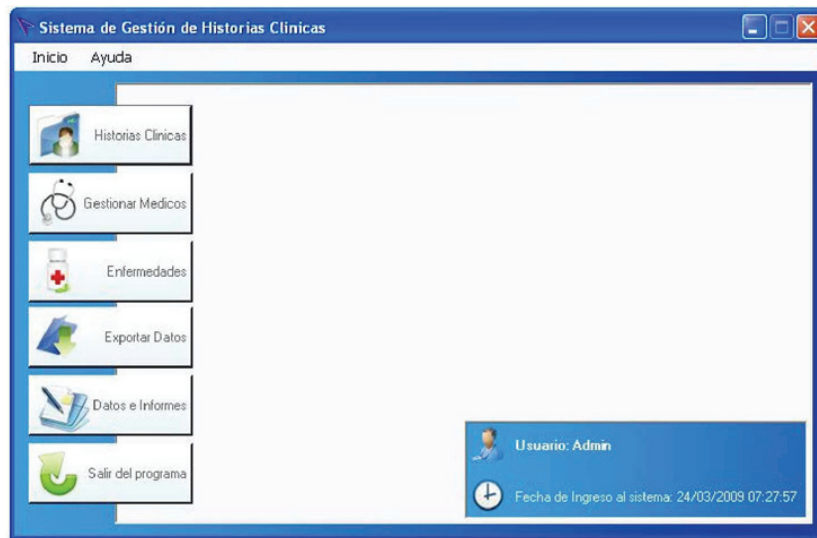 Sistema de Gestión de Historias Clinicas
Inicio Ayuda
Historias Clinicas
Gestionar Medicos
Enfermedades
Exportar Datos
Datos e Informes
Salir del programa
Usuario: Admin
Fecha de Ingreso al sistema: 24/03/2009 07:27:57